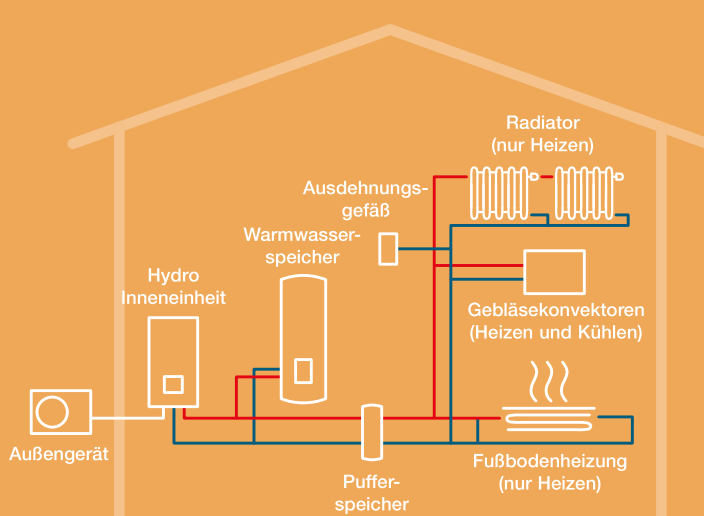 Radiator
(nur Heizen)
Ausdehnungs-
gefäß
Warmwasser-
speicher
Hydro
Inneneinheit
Gebläsekonvektoren
(Heizen und Kühlen)
Außengerät
Fußbodenheizung
(nur Heizen)
Puffer-
speicher